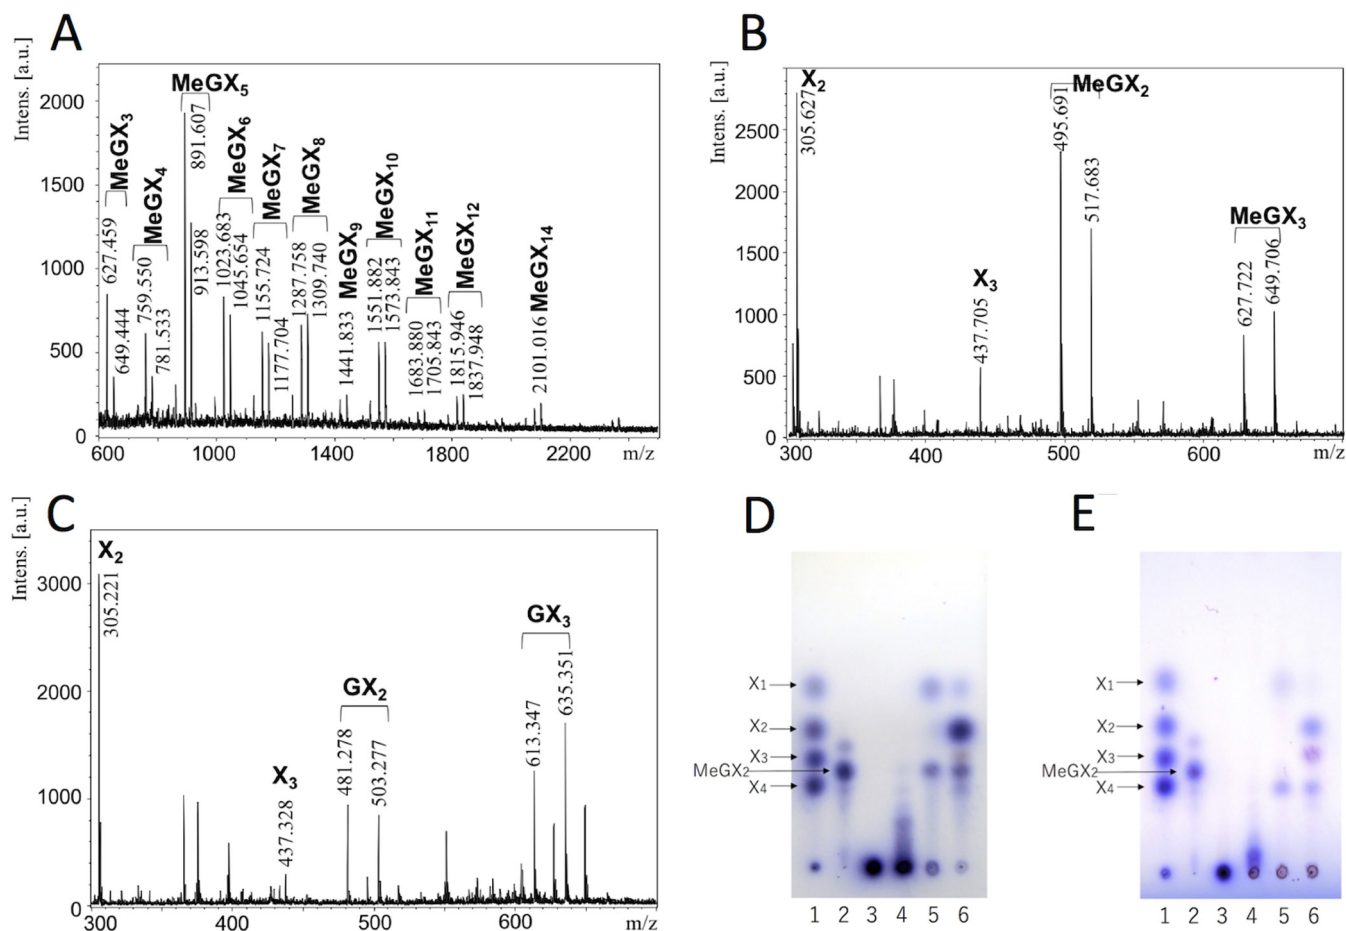 A
Intens. [a.u.]
2000
1500
1000
500
0
600
1000
1400
1800
2200
m/z
MeGX3
627.459
649.444
MeGX4
759.550
781.533
MeGX5
891.607
913.598
MeGX6
1023.683
1045.654
MeGX7
1155.724
1177.704
MeGX8
1287.758
1309.740
MeGX9
1441.833
MeGX10
1551.882
1573.843
MeGX11
1683.880
1705.843
MeGX12
1815.946
1837.948
MeGX14
2101.016
B
Intens. [a.u.]
2500
2000
1500
1000
500
0
300
400
500
600
m/z
X2
305.627
X3
437.705
MeGX2
495.691
517.683
MeGX3
627.722
649.706
C
Intens. [a.u.]
3000
2000
1000
0
300
400
500
600
m/z
X2
305.221
X3
437.328
GX2
481.278
503.277
GX3
613.347
635.351
D
X1
X2
X3
MeGX2
X4
1 2 3 4 5 6
E
X1
X2
X3
MeGX2
X4
1 2 3 4 5 6